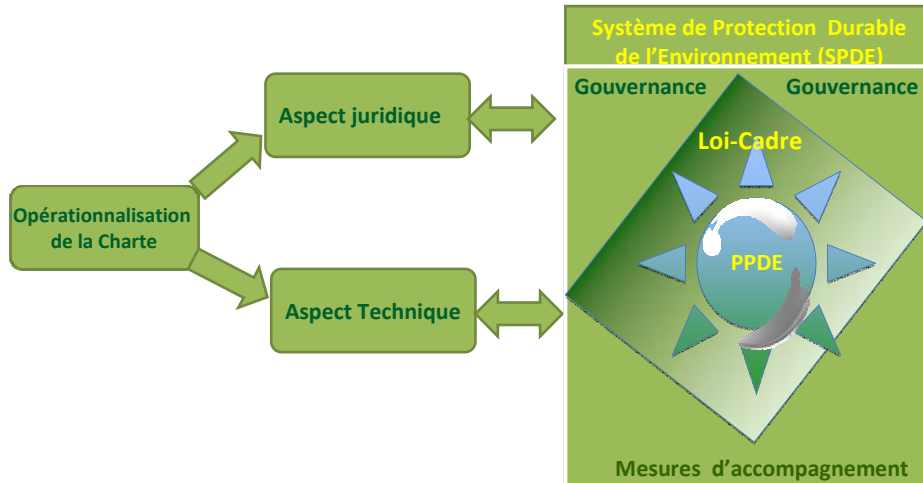 Système de Protection Durable
de l'Environnement (SPDE)
Gouvernance Gouvernance
Aspect juridique
Loi-Cadre
Opérationnalisation
de la Charte
PPDE
Aspect Technique
Mesures d'accompagnement